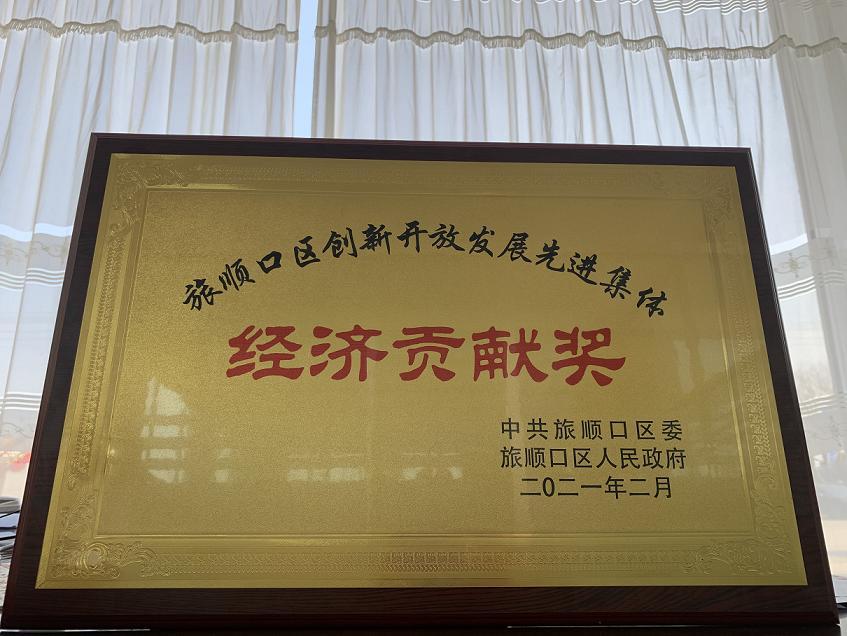 旅顺口区创新开放发展先进集体
经济贡献奖
中共旅顺口区委
旅顺口区人民政府
二〇二一年二月